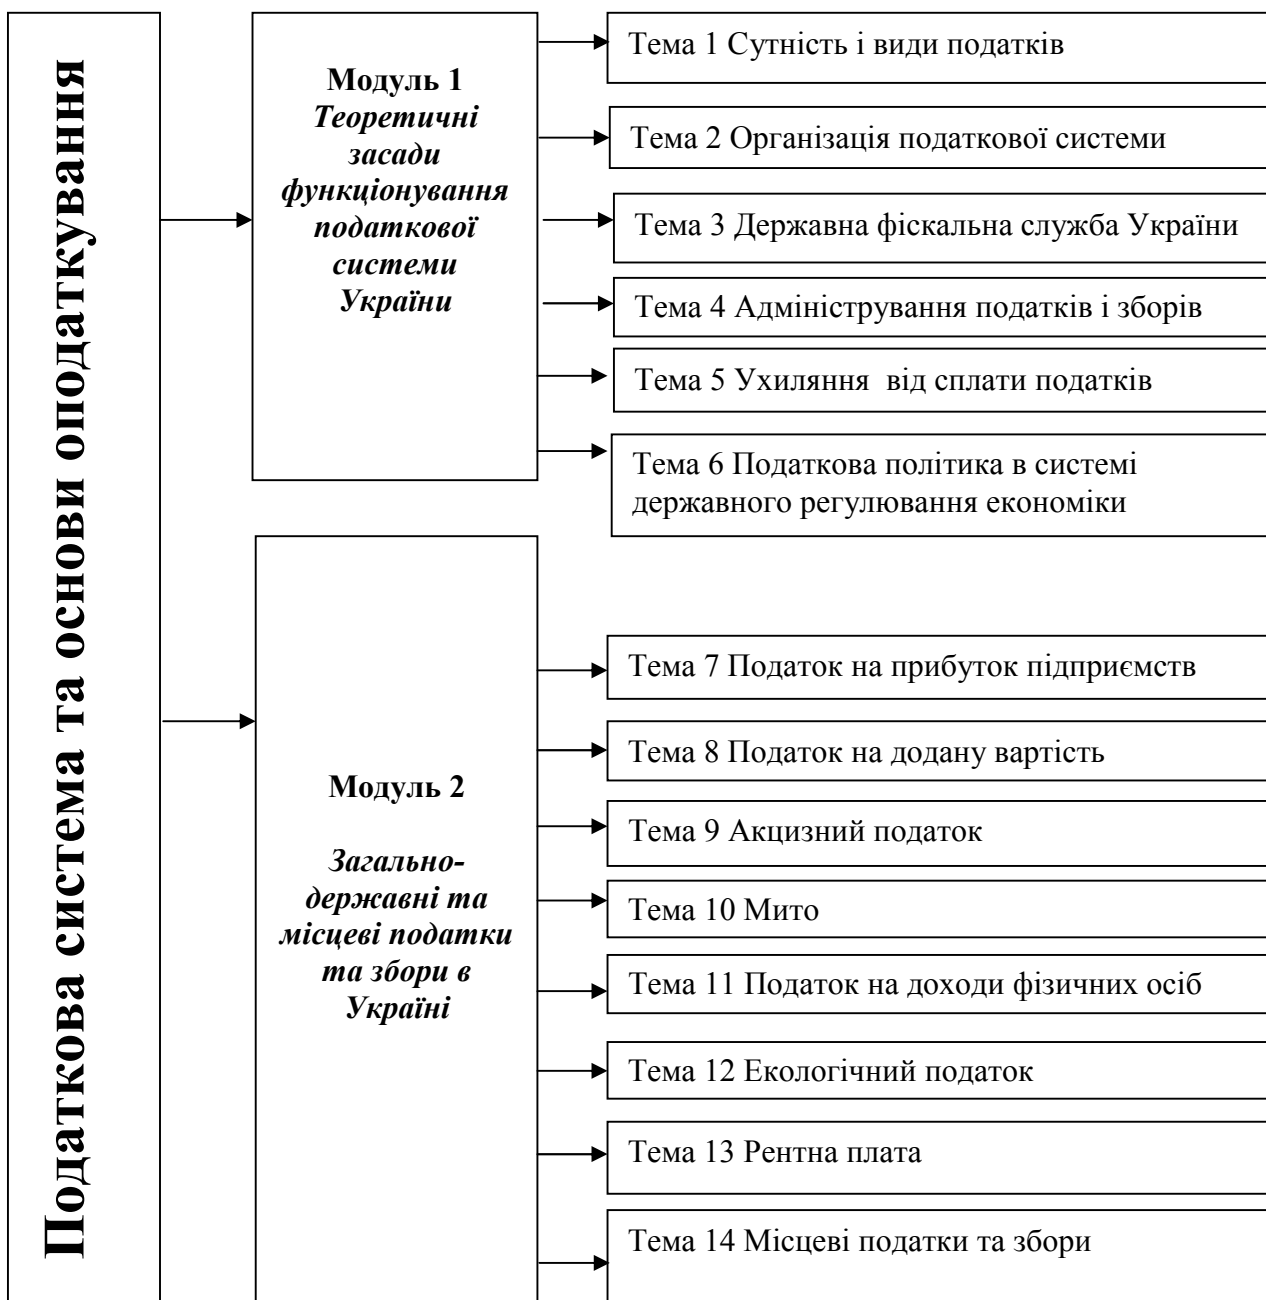 Податкова система та основи оподаткування
Модуль 1
Теоретичні
засади
функціонування
податкової
системи
України
Тема 1 Сутність і види податків
Тема 2 Організація податкової системи
Тема 3 Державна фіскальна служба України
Тема 4 Адміністрування податків і зборів
Тема 5 Ухиляння  від сплати податків
Тема 6 Податкова політика в системі
державного регулювання економіки
Модуль 2
Загально-
державні та
місцеві податки
та збори в
Україні
Тема 7 Податок на прибуток підприємств
Тема 8 Податок на додану вартість
Тема 9 Акцизний податок
Тема 10 Мито
Тема 11 Податок на доходи фізичних осіб
Тема 12 Екологічний податок
Тема 13 Рентна плата
Тема 14 Місцеві податки та збори